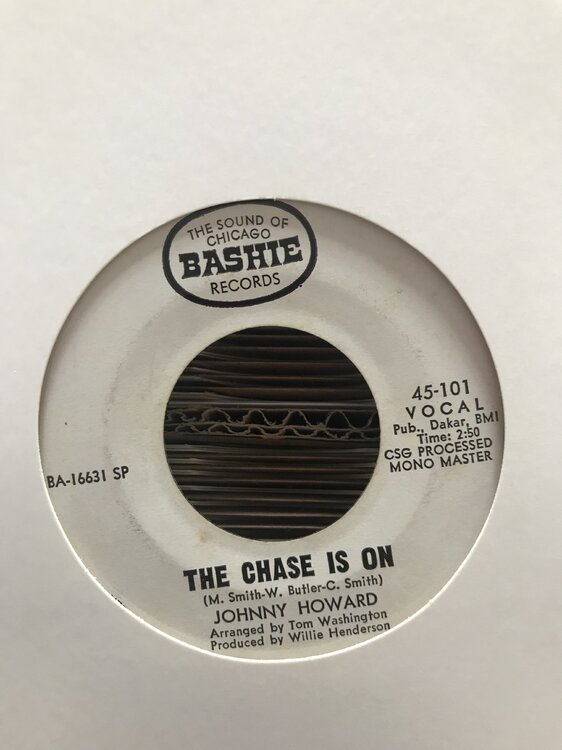 THE SOUND OF
CHICAGO
BASHIE
RECORDS
45-101
VOCAL
Pub., Dakar, BMI
Time: 2:50
CSG PROCESSED
MONO MASTER
BA-16631 SP
THE CHASE IS ON
(M. Smith-W. Butler-C. Smith)
JOHNNY HOWARD
Arranged by Tom Washington
Produced by Willie Henderson